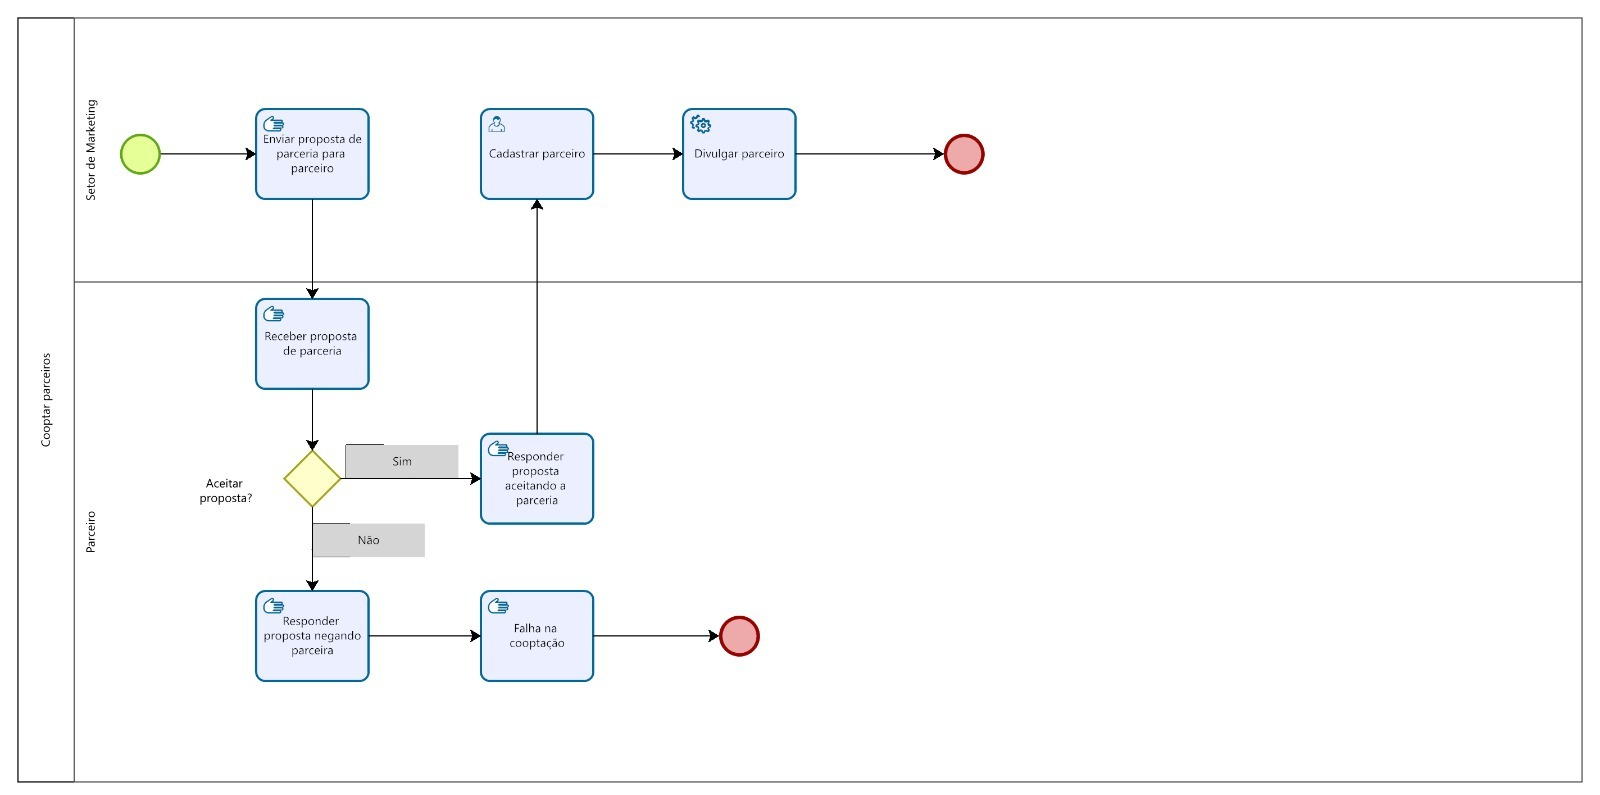 Cooptar parceiros
Setor de Marketing
Enviar proposta de
parceria para
parceiro
Cadastrar parceiro
Divulgar parceiro
Parceiro
Receber proposta
de parceria
Aceitar
proposta?
Sim
Responder
proposta
aceitando a
parceria
Não
Responder
proposta negando
parceira
Falha na
cooptação